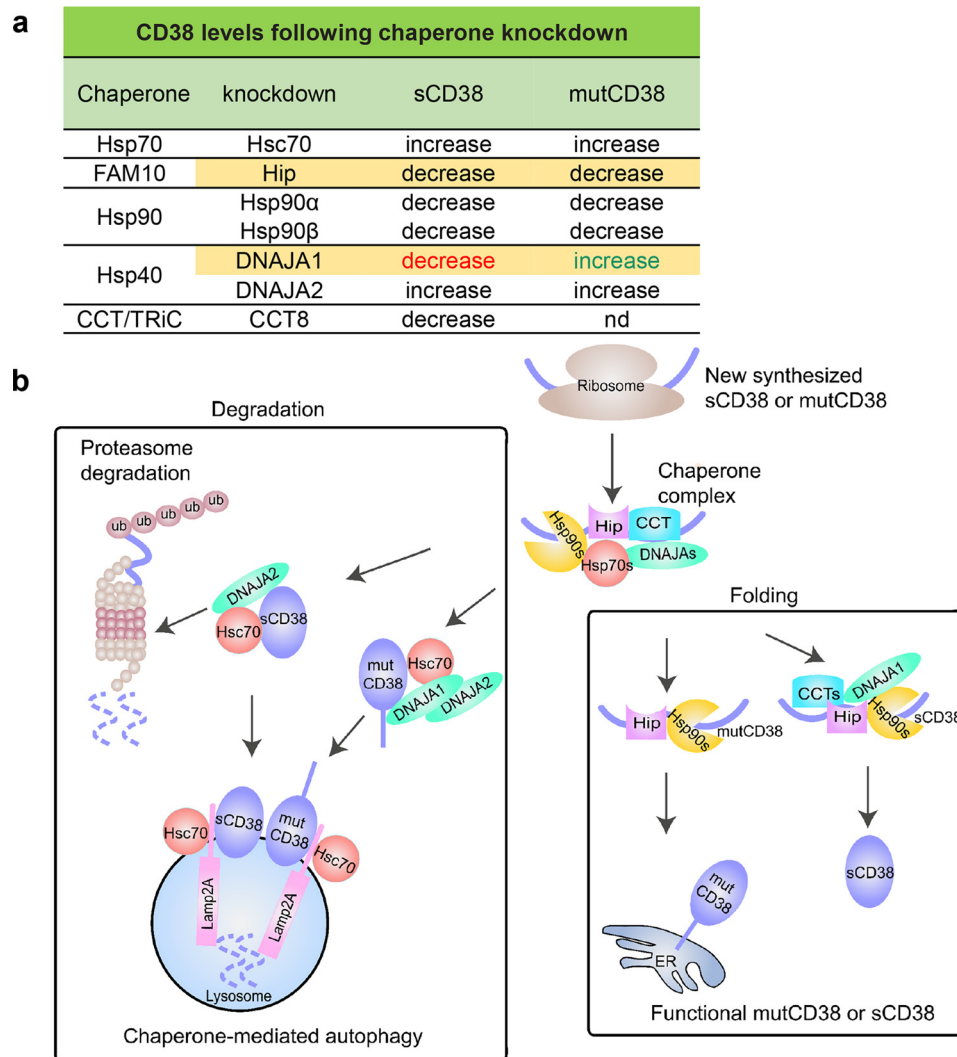 a
CD38 levels following chaperone knockdown
Chaperone knockdown sCD38 mutCD38
Hsp70 Hsc70 increase increase
FAM10 Hip decrease decrease
Hsp90 Hsp90α decrease decrease
Hsp90β decrease decrease
Hsp40 DNAJA1 decrease increase
DNAJA2 increase increase
CCT/TRiC CCT8 decrease nd
b
Ribosome
New synthesized
sCD38 or mutCD38
Chaperone
complex
Hsp90s
Hip
CCT
Hsp70s
DNAJAs
Degradation
Proteasome
degradation
ub ub ub ub ub
DNAJA2
Hsc70
sCD38
mut
CD38
Hsc70
DNAJA1
DNAJA2
Hsc70
sCD38
mut
CD38
Hsc70
Lamp2A
Lamp2A
Lysosome
Chaperone-mediated autophagy
Folding
Hip
Hsp90s
mutCD38
CCTs
DNAJA1
Hip
Hsp90s
sCD38
mut
CD38
ER
sCD38
Functional mutCD38 or sCD38